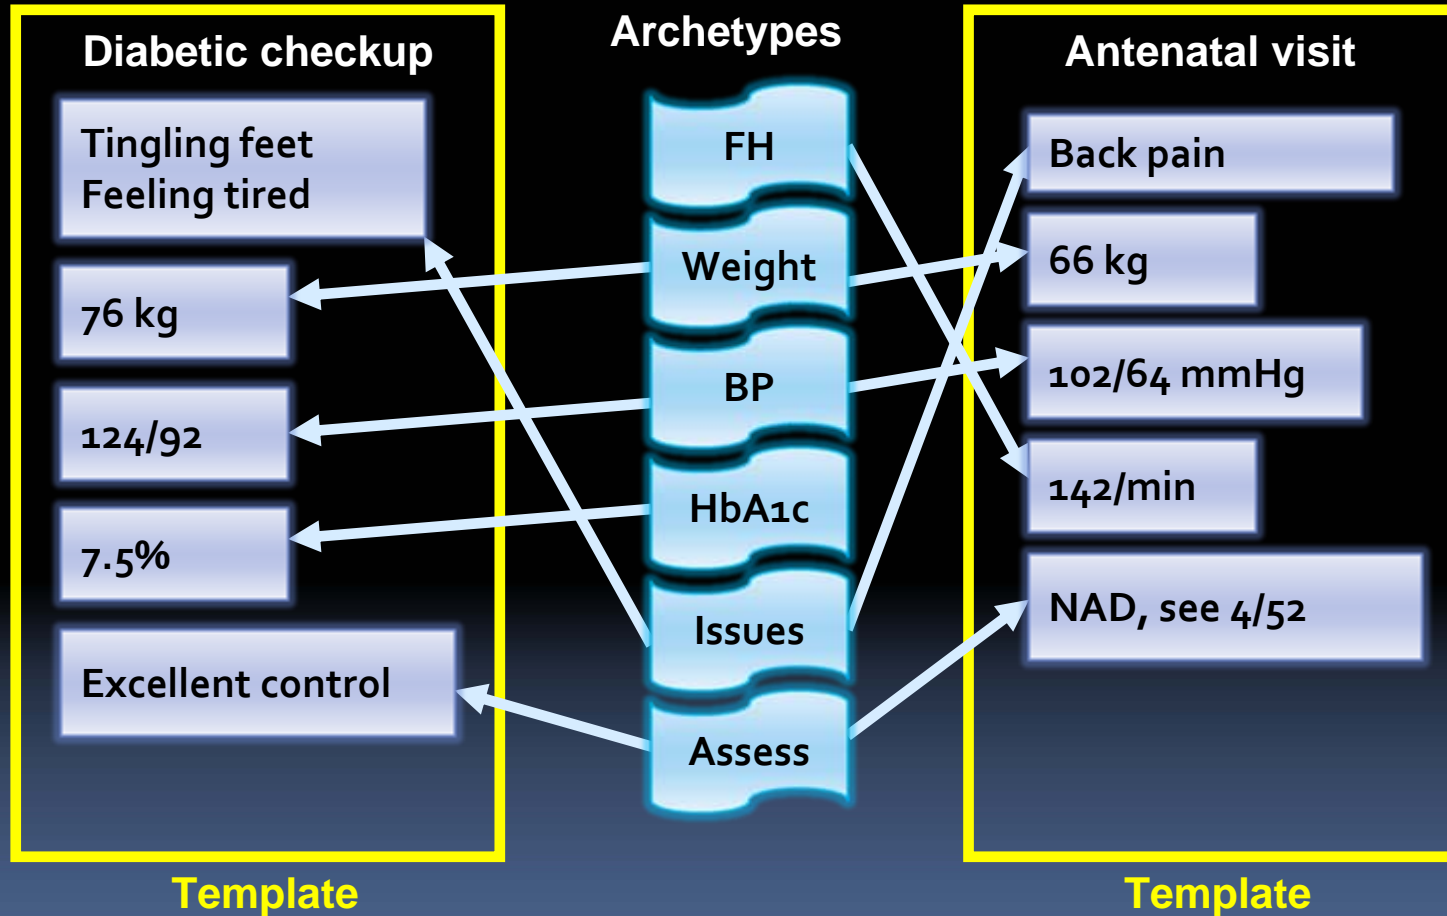 Diabetic checkup
Tingling feet
Feeling tired
76 kg
124/92
7.5%
Excellent control
Template
Archetypes
FH
Weight
BP
HbA1c
Issues
Assess
Antenatal visit
Back pain
66 kg
102/64 mmHg
142/min
NAD, see 4/52
Template